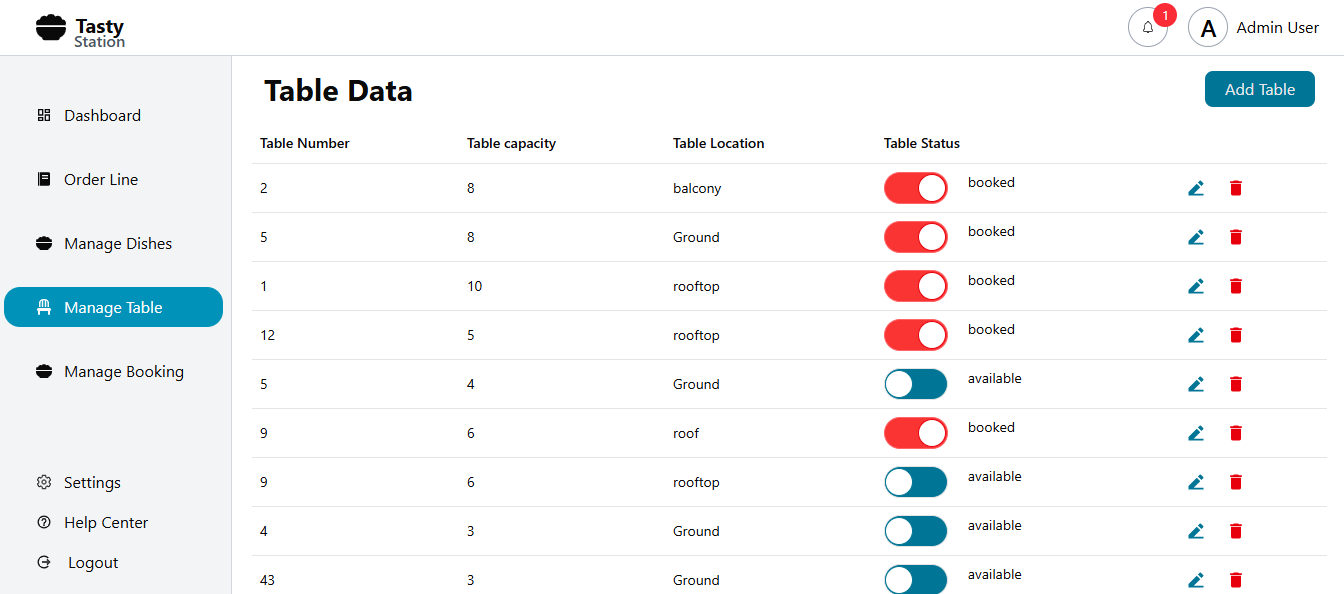 Tasty
Station
1
A
Admin User
Dashboard
Order Line
Manage Dishes
Manage Table
Manage Booking
Settings
Help Center
Logout
Table Data
Add Table
Table Number Table capacity Table Location Table Status
2 8 balcony booked
5 8 Ground booked
1 10 rooftop booked
12 5 rooftop booked
5 4 Ground available
9 6 roof booked
9 6 rooftop available
4 3 Ground available
43 3 Ground available